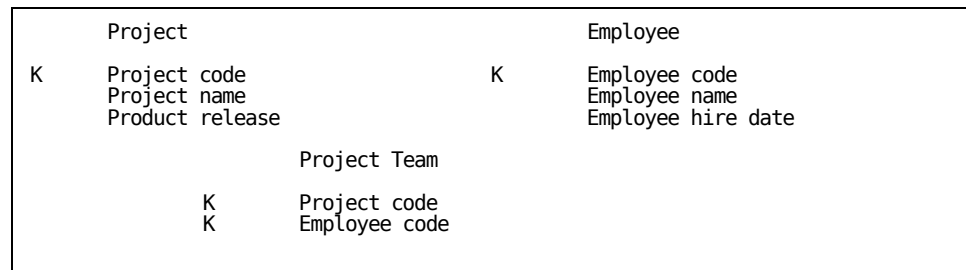 Project Employee
K Project code K Employee code
Project name Employee name
Product release Employee hire date
Project Team
K Project code
K Employee code